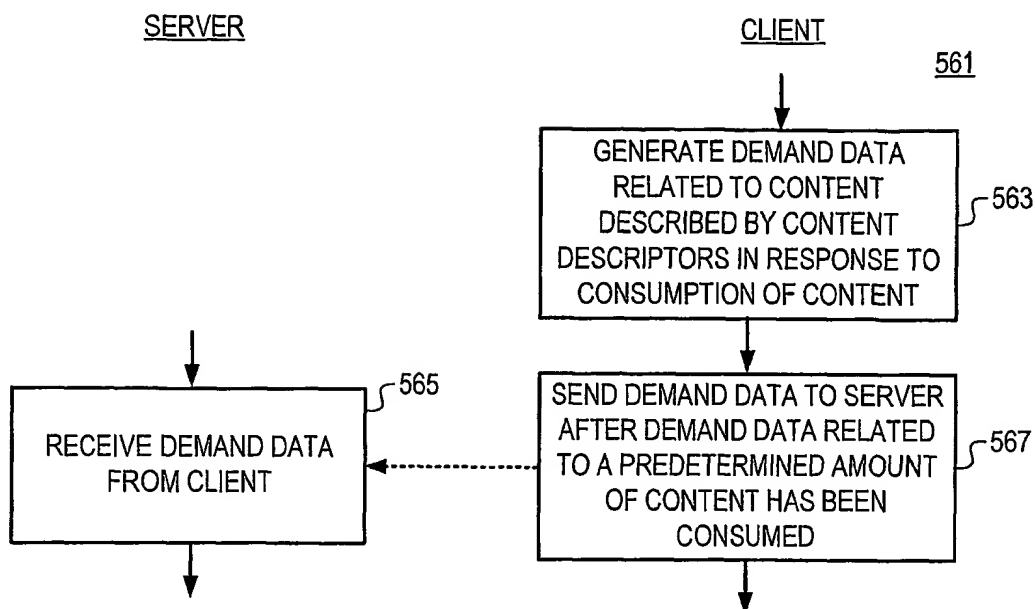 SERVER
CLIENT
561
GENERATE DEMAND DATA
RELATED TO CONTENT
DESCRIBED BY CONTENT
DESCRIPTORS IN RESPONSE TO
CONSUMPTION OF CONTENT
563
565
RECEIVE DEMAND DATA
FROM CLIENT
SEND DEMAND DATA TO SERVER
AFTER DEMAND DATA RELATED
TO A PREDETERMINED AMOUNT
OF CONTENT HAS BEEN
CONSUMED
567